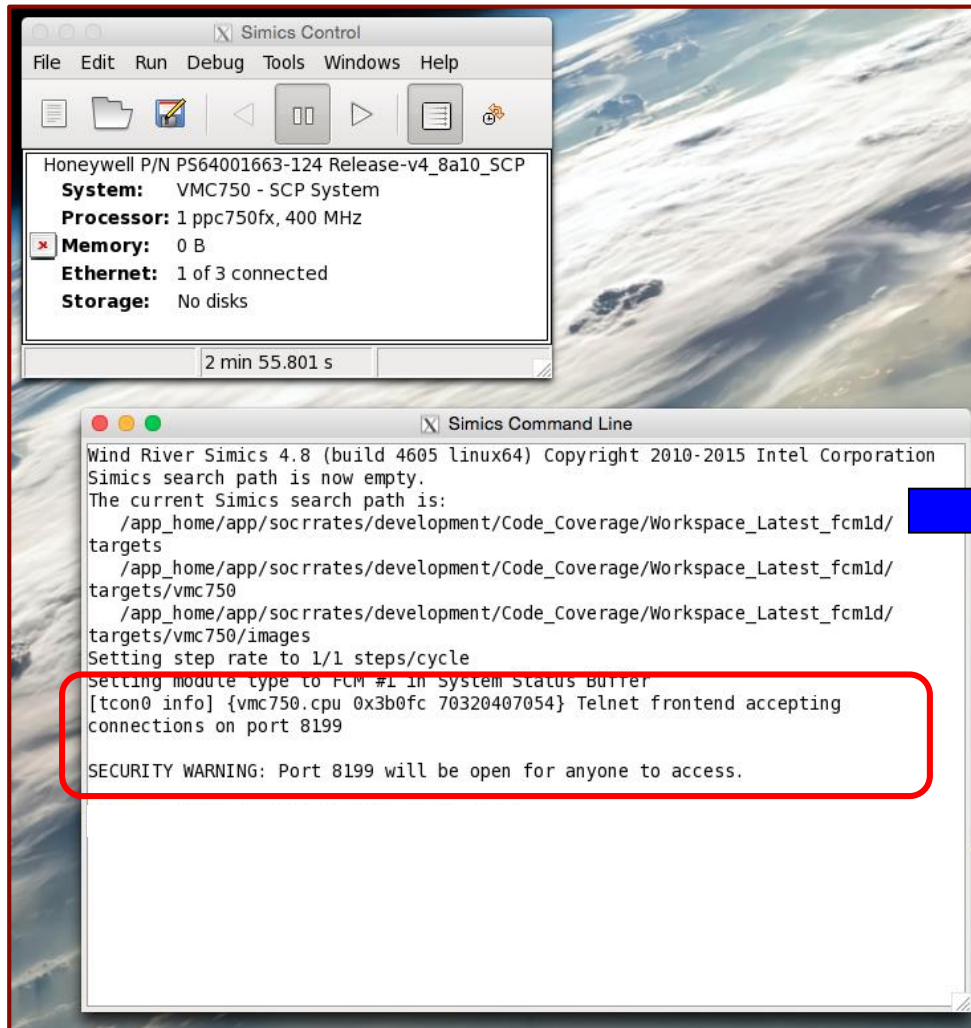 Simics Control
File Edit Run Debug Tools Windows Help
Honeywell P/N PS64001663-124 Release-v4_8a10_SCP
System: VMC750 - SCP System
Processor: 1 ppc750fx, 400 MHz
Memory: 0 B
Ethernet: 1 of 3 connected
Storage: No disks
2 min 55.801 s
Simics Command Line
Wind River Simics 4.8 (build 4605 linux64) Copyright 2010-2015 Intel Corporation
Simics search path is now empty.
The current Simics search path is:
/app_home/app/socrrates/development/Code_Coverage/Workspace_Latest_fcm1d/
targets
/app_home/app/socrrates/development/Code_Coverage/Workspace_Latest_fcm1d/
targets/vmc750
/app_home/app/socrrates/development/Code_Coverage/Workspace_Latest_fcm1d/
targets/vmc750/images
Setting step rate to 1/1 steps/cycle
Setting module type to FCM #1 in System Status Buffer
[tcon0 info] {vmc750.cpu 0x3b0fc 70320407054} Telnet frontend accepting
connections on port 8199
SECURITY WARNING: Port 8199 will be open for anyone to access.